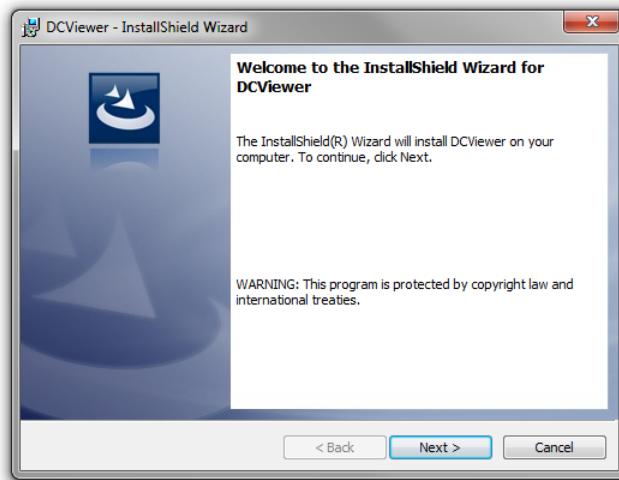 DCViewer - InstallShield Wizard
Welcome to the InstallShield Wizard for
DCViewer
The InstallShield(R) Wizard will install DCViewer on your
computer. To continue, click Next.
WARNING: This program is protected by copyright law and
international treaties.
< Back
Next >
Cancel